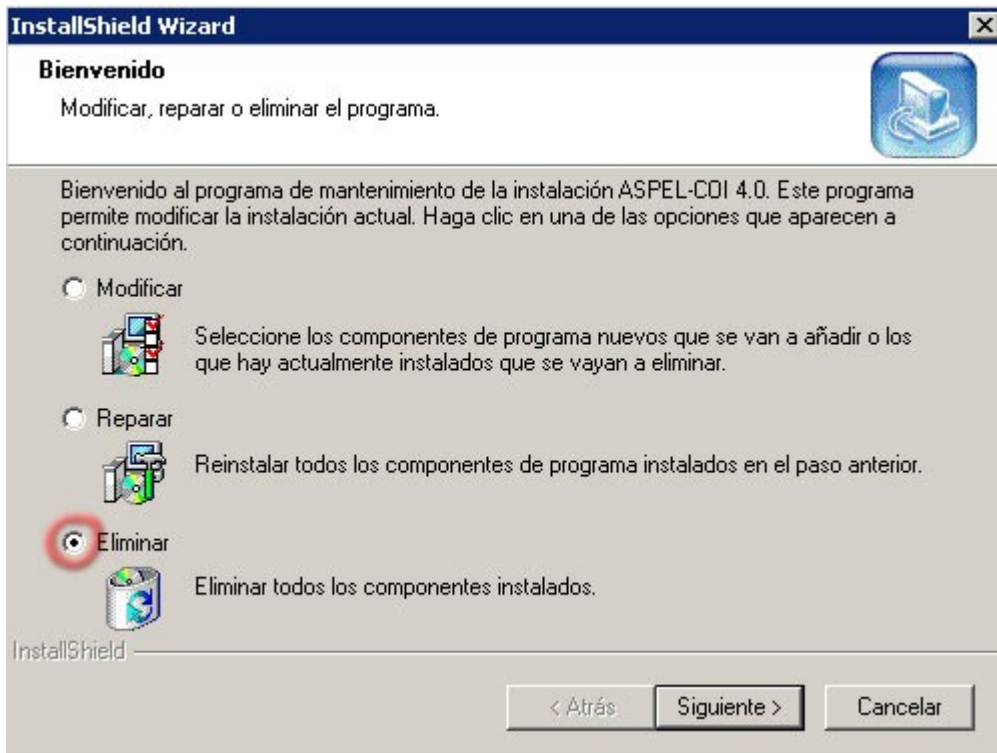 InstallShield Wizard
Bienvenido
Modificar, reparar o eliminar el programa.
Bienvenido al programa de mantenimiento de la instalación ASPEL-COI 4.0. Este programa
permite modificar la instalación actual. Haga clic en una de las opciones que aparecen a
continuación.
Modificar
Seleccione los componentes de programa nuevos que se van a añadir o los
que hay actualmente instalados que se vayan a eliminar.
Reparar
Reinstalar todos los componentes de programa instalados en el paso anterior.
Eliminar
Eliminar todos los componentes instalados.
InstallShield
< Atrás
Siguiente >
Cancelar